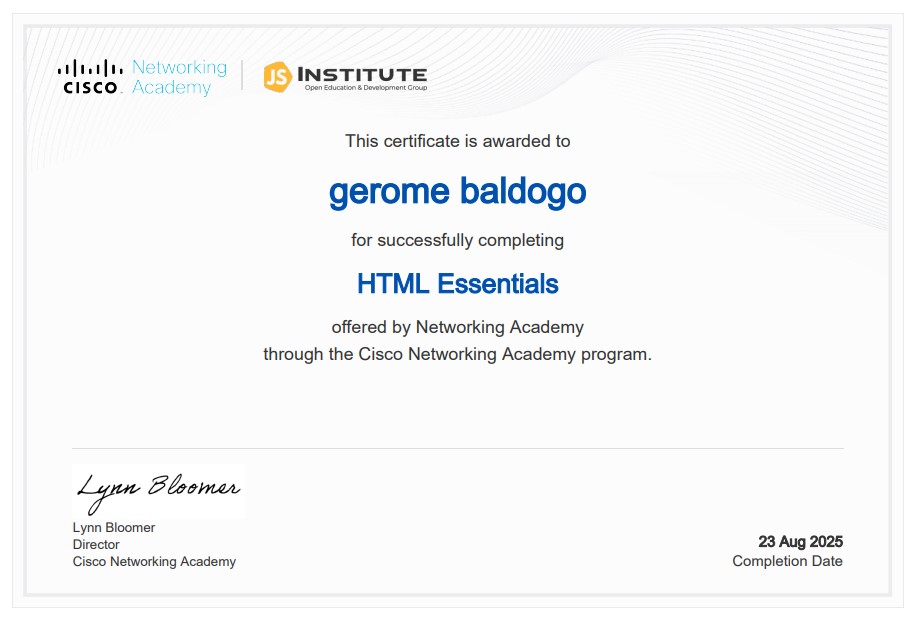 CISCO Networking Academy
JS INSTITUTE
Open Education & Development Group
This certificate is awarded to
gerome baldogo
for successfully completing
HTML Essentials
offered by Networking Academy
through the Cisco Networking Academy program.
Lynn Bloomer
Lynn Bloomer
Director
Cisco Networking Academy
23 Aug 2025
Completion Date